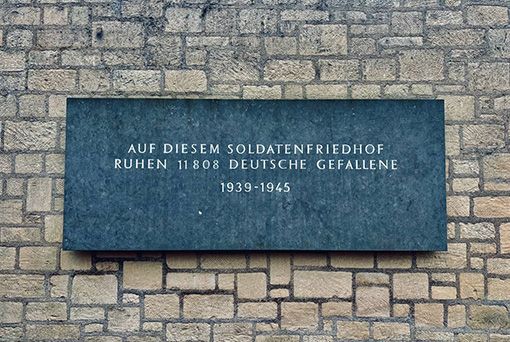 AUF DIESEM SOLDATENFRIEDHOF
RUHEN 11808 DEUTSCHE GEFALLENE
1939-1945